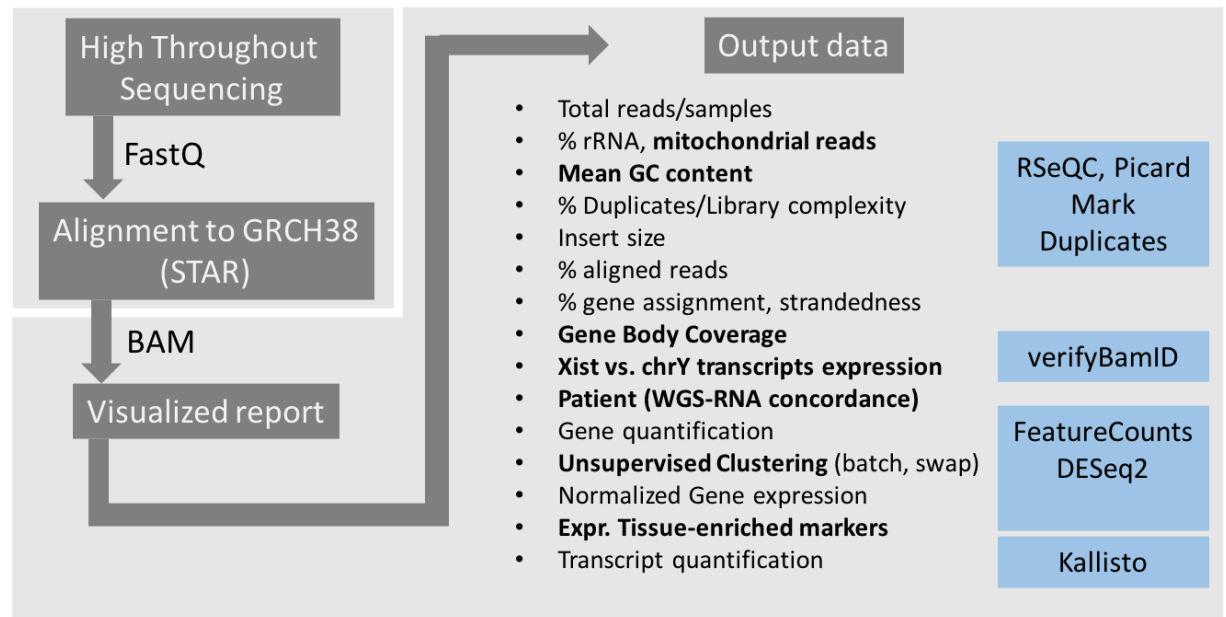 High Throughout
Sequencing
FastQ
Alignment to GRCH38
(STAR)
BAM
Visualized report
Output data
• Total reads/samples
• % rRNA, mitochondrial reads
• Mean GC content
• % Duplicates/Library complexity
• Insert size
• % aligned reads
• % gene assignment, strandedness
• Gene Body Coverage
• Xist vs. chrY transcripts expression
• Patient (WGS-RNA concordance)
• Gene quantification
• Unsupervised Clustering (batch, swap)
• Normalized Gene expression
• Expr. Tissue-enriched markers
• Transcript quantification
RSeQC, Picard
Mark
Duplicates
verifyBamID
FeatureCounts
DESeq2
Kallisto